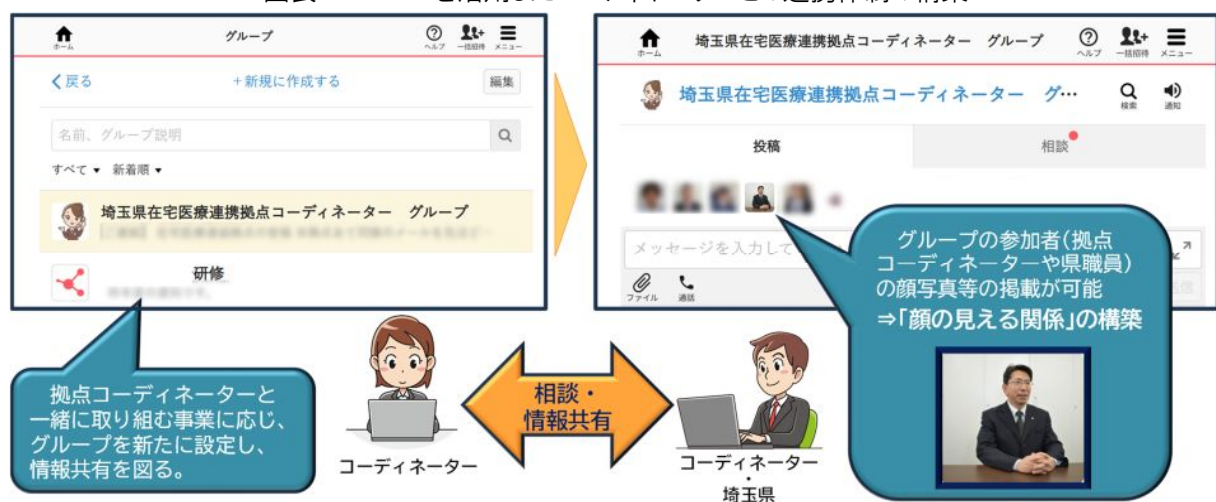 ホーム
グループ
ヘルプ
一括招待
メニュー
戻る
+新規に作成する
編集
名前、グループ説明
すべて▼ 新着順▼
埼玉県在宅医療連携拠点コーディネーター グループ
研修
拠点コーディネーターと
一緒に取り組む事業に応じ、
グループを新たに設定し、
情報共有を図る。
ホーム
埼玉県在宅医療連携拠点コーディネーター グループ
ヘルプ
一括招待
メニュー
埼玉県在宅医療連携拠点コーディネーター グ…
検索
通知
投稿
相談
メッセージを入力して
ファイル
通話
グループの参加者(拠点
コーディネーターや県職員)
の顔写真等の掲載が可能
⇒「顔の見える関係」の構築
相談・
情報共有
コーディネーター
コーディネーター
・
埼玉県